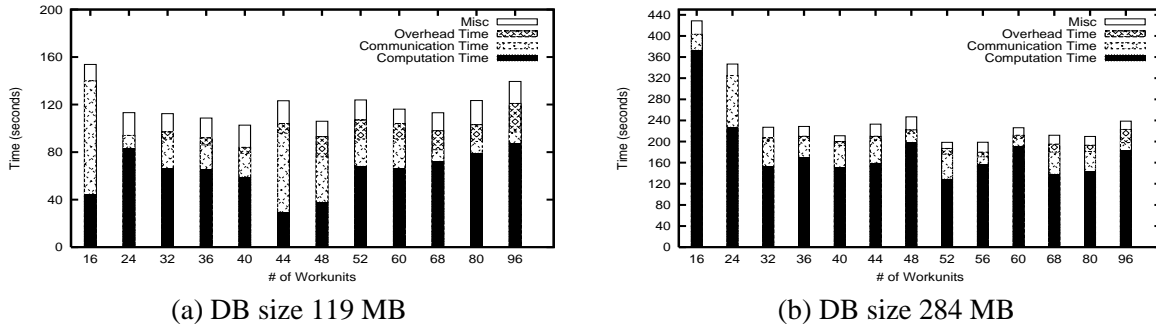 200
160
120
80
40
0
Time (seconds)
Misc
Overhead Time
Communication Time
Computation Time
16 24 32 36 40 44 48 52 60 68 80 96
# of Workunits
(a) DB size 119 MB
440
400
360
320
280
240
200
160
120
80
40
0
Time (seconds)
Misc
Overhead Time
Communication Time
Computation Time
16 24 32 36 40 44 48 52 56 60 68 80 96
# of Workunits
(b) DB size 284 MB